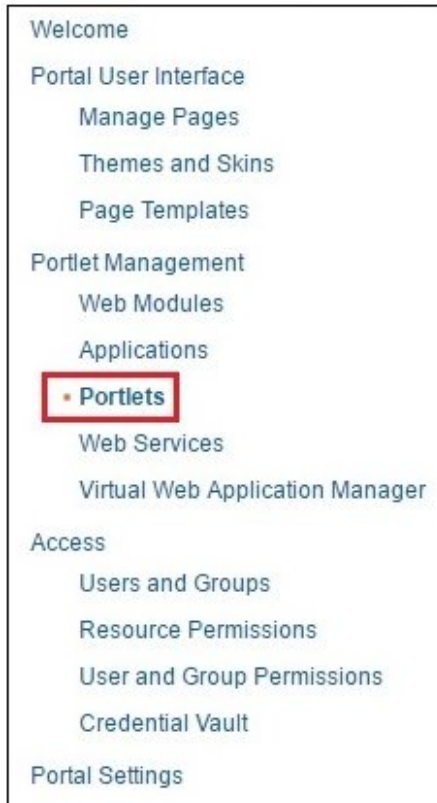 Welcome
Portal User Interface
Manage Pages
Themes and Skins
Page Templates
Portlet Management
Web Modules
Applications
• Portlets
Web Services
Virtual Web Application Manager
Access
Users and Groups
Resource Permissions
User and Group Permissions
Credential Vault
Portal Settings